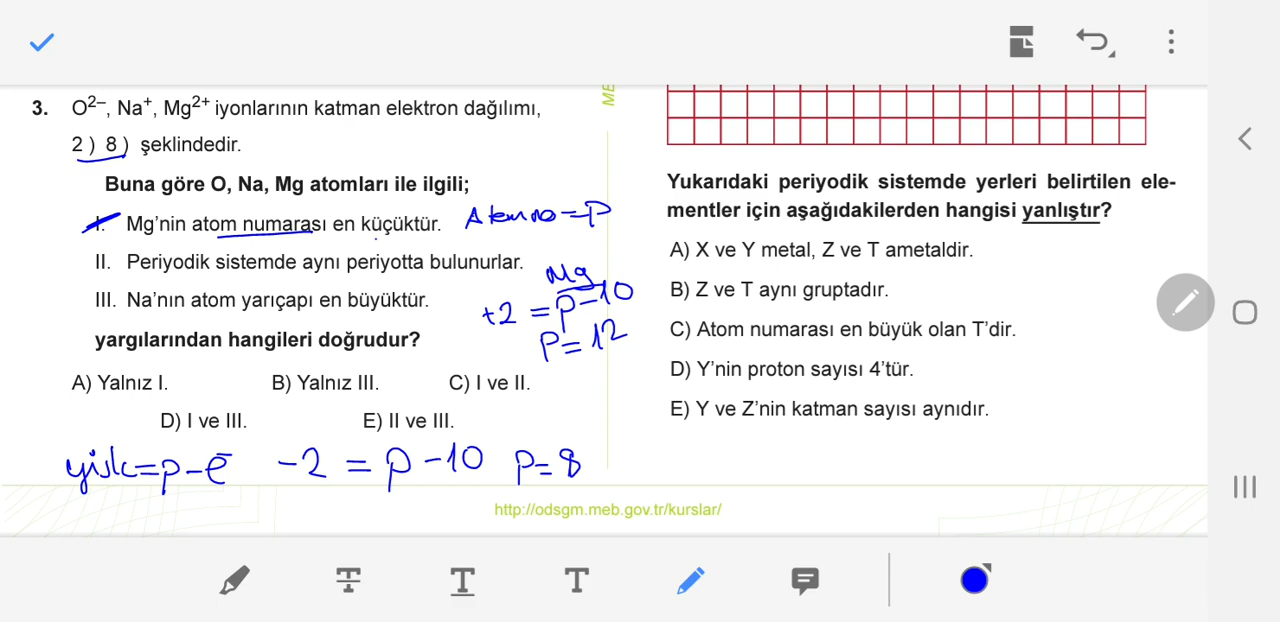 3. O²⁻, Na⁺, Mg²⁺ iyonlarının katman elektron dağılımı,
2 ) 8 ) şeklindedir.
Buna göre O, Na, Mg atomları ile ilgili;
I. Mg'nin atom numarası en küçüktür. Atom no = P
II. Periyodik sistemde aynı periyotta bulunurlar.
III. Na'nın atom yarıçapı en büyüktür.
Mg
+2 = P - 10
P = 12
yargılarından hangileri doğrudur?
A) Yalnız I. B) Yalnız III. C) I ve II.
D) I ve III. E) II ve III.
yük = p - e⁻ -2 = p - 10 p = 8
ME
Yukarıdaki periyodik sistemde yerleri belirtilen ele-
mentler için aşağıdakilerden hangisi yanlıştır?
A) X ve Y metal, Z ve T ametaldir.
B) Z ve T aynı gruptadır.
C) Atom numarası en büyük olan T'dir.
D) Y'nin proton sayısı 4'tür.
E) Y ve Z'nin katman sayısı aynıdır.
http://odsgm.meb.gov.tr/kurslar/